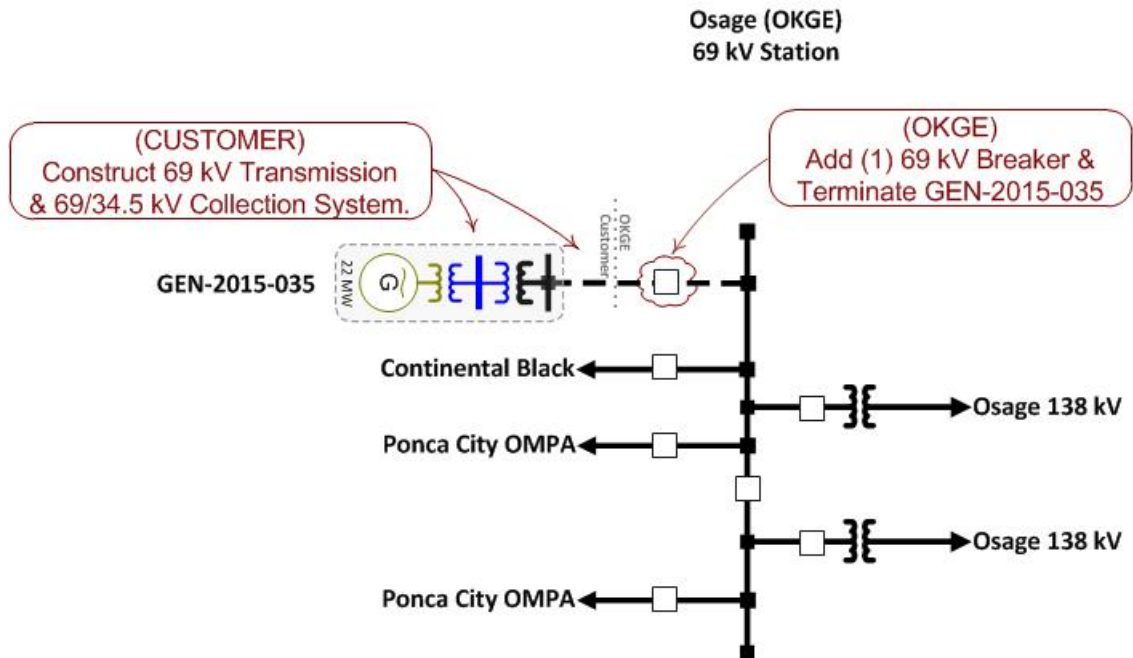 Osage (OKGE)
69 kV Station
(CUSTOMER)
Construct 69 kV Transmission
& 69/34.5 kV Collection System.
(OKGE)
Add (1) 69 kV Breaker &
Terminate GEN-2015-035
OKGE
Customer
GEN-2015-035
22 MW
G
Continental Black
Osage 138 kV
Ponca City OMPA
Osage 138 kV
Ponca City OMPA